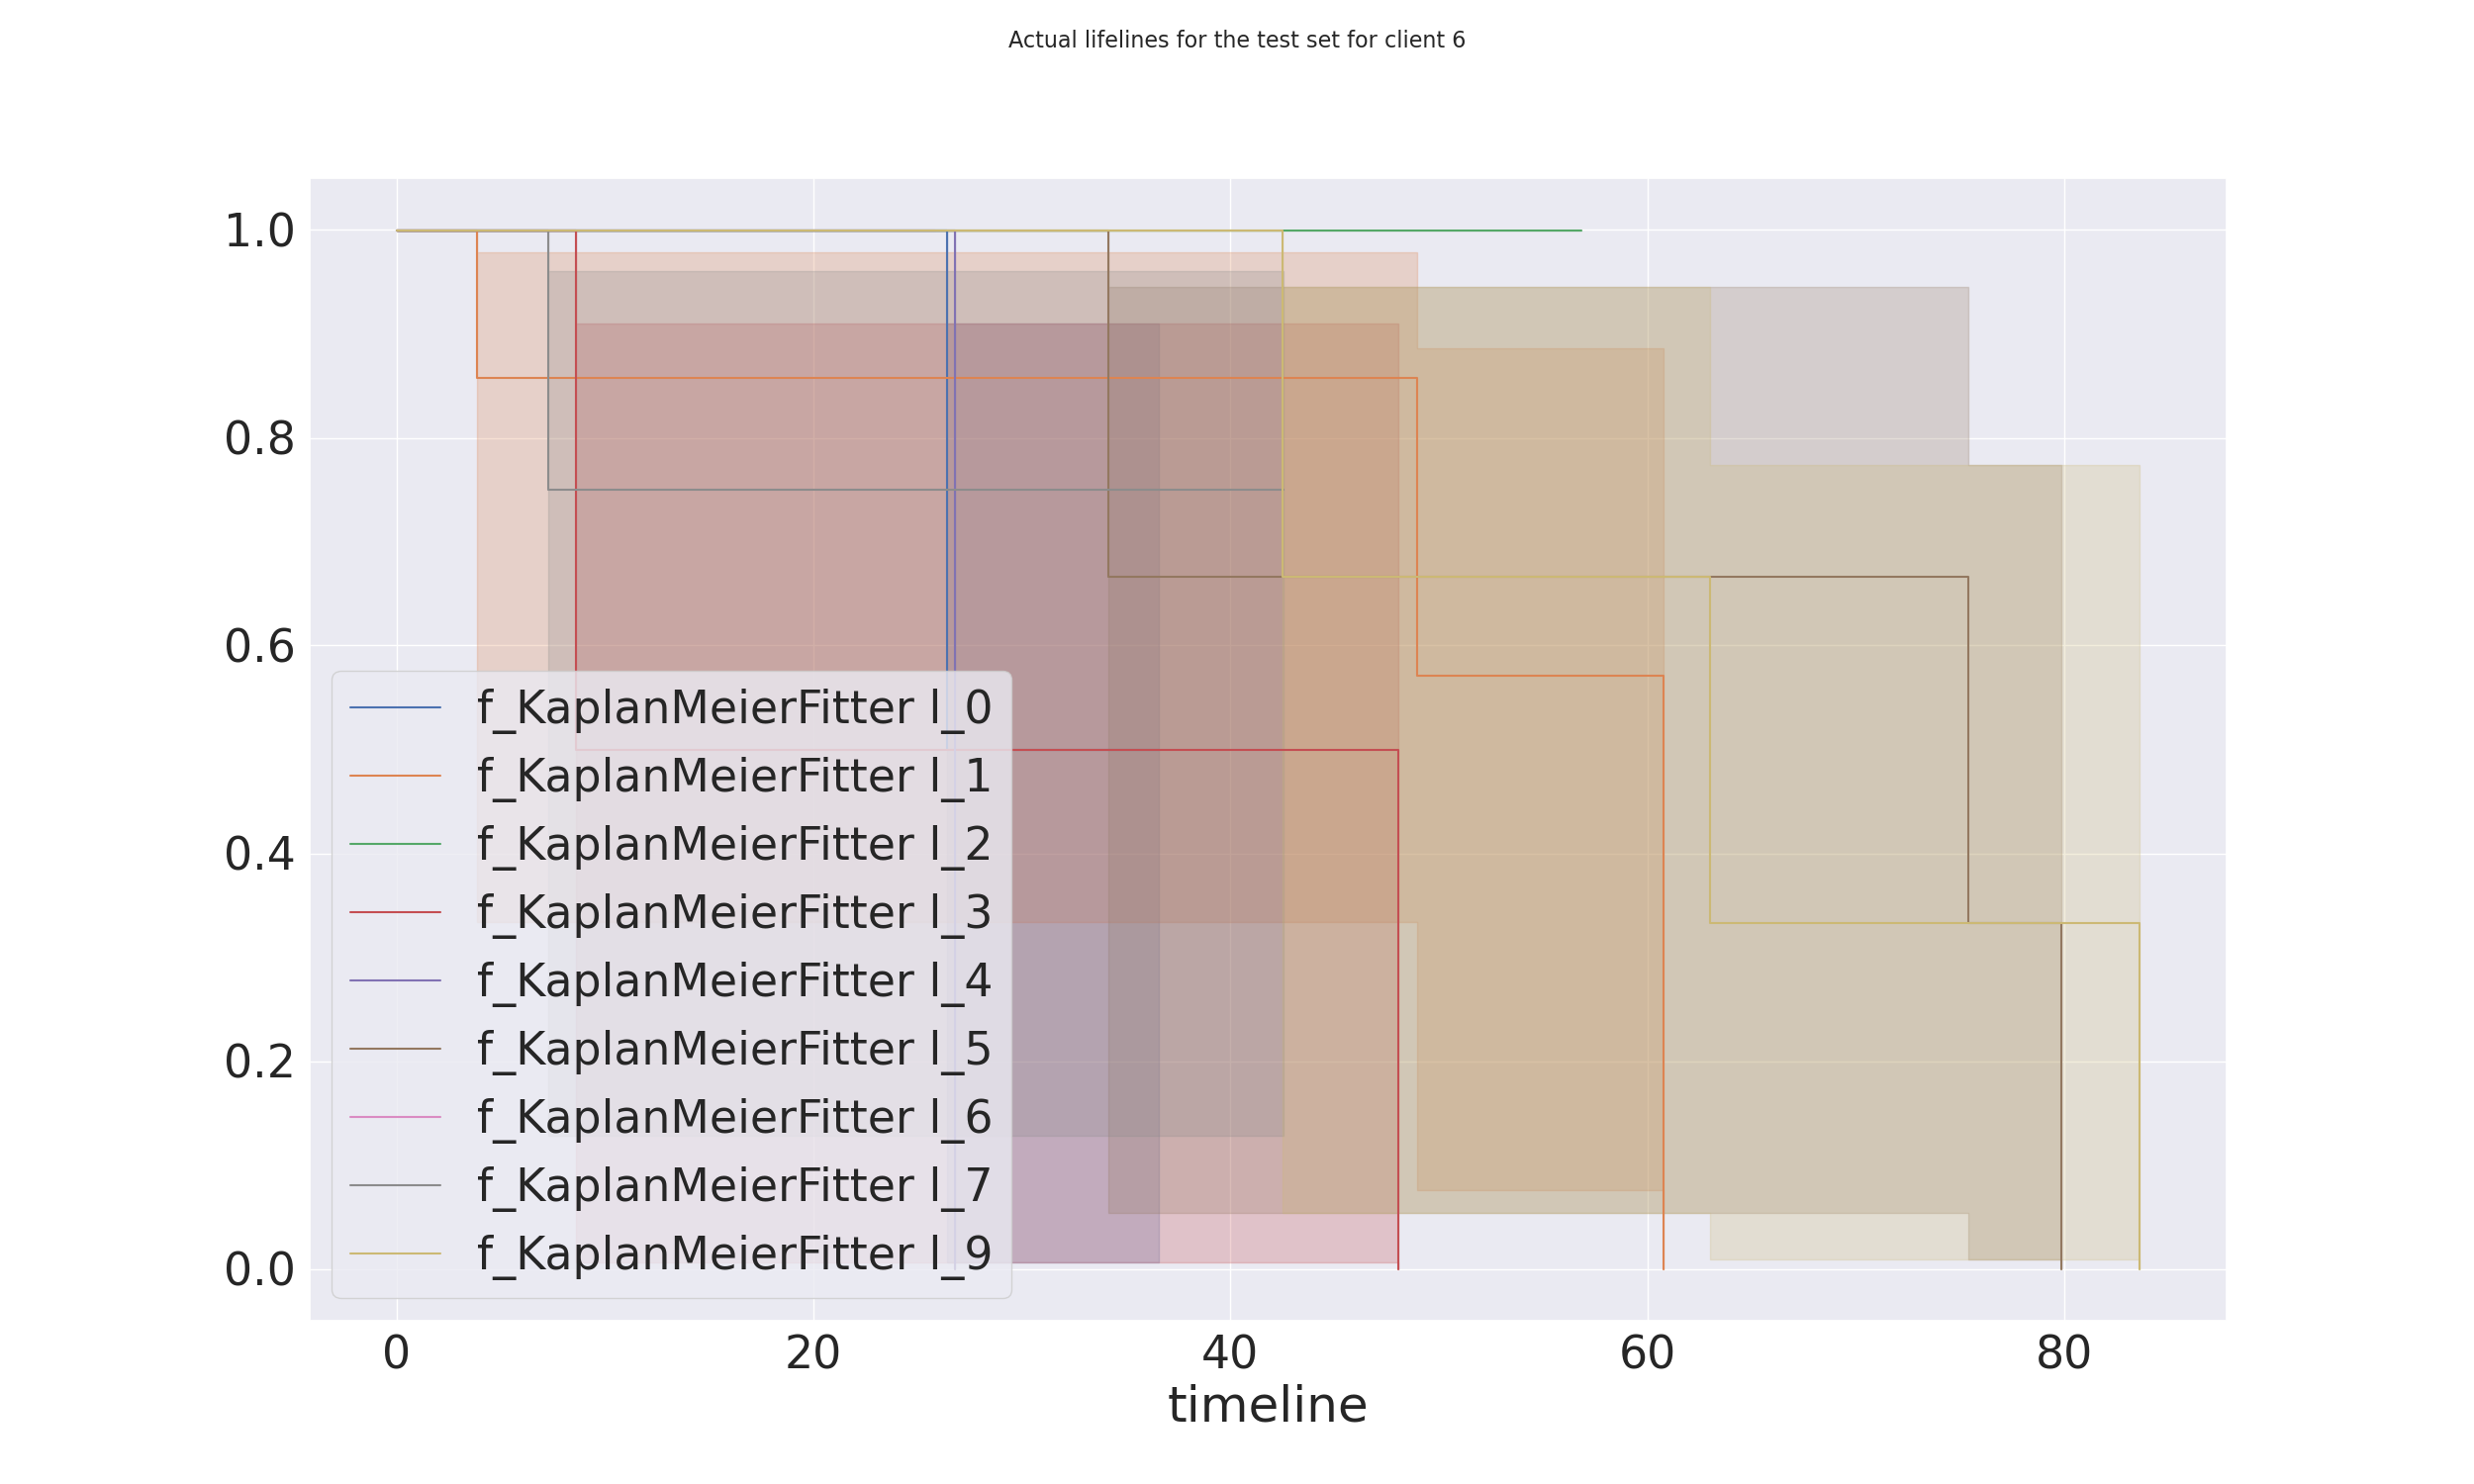 Actual lifelines for the test set for client 6
1.0
0.8
0.6
0.4
0.2
0.0
f_KaplanMeierFitter l_0
f_KaplanMeierFitter l_1
f_KaplanMeierFitter l_2
f_KaplanMeierFitter l_3
f_KaplanMeierFitter l_4
f_KaplanMeierFitter l_5
f_KaplanMeierFitter l_6
f_KaplanMeierFitter l_7
f_KaplanMeierFitter l_9
0 20 40 60 80
timeline